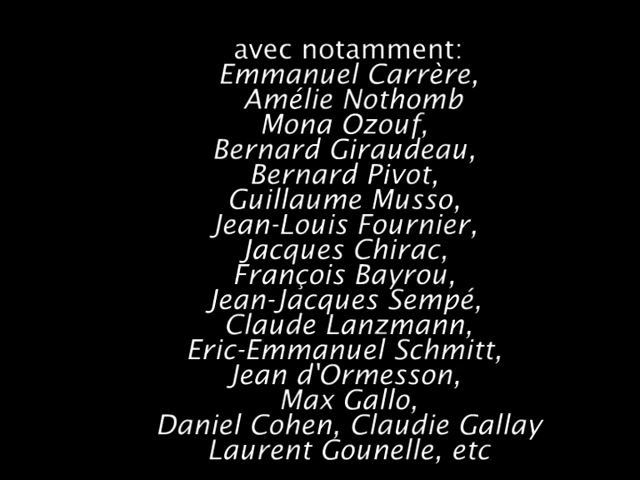 avec notamment:
Emmanuel Carrère,
Amélie Nothomb
Mona Ozouf,
Bernard Giraudeau,
Bernard Pivot,
Guillaume Musso,
Jean-Louis Fournier,
Jacques Chirac,
François Bayrou,
Jean-Jacques Sempé,
Claude Lanzmann,
Eric-Emmanuel Schmitt,
Jean d'Ormesson,
Max Gallo,
Daniel Cohen, Claudie Gallay
Laurent Gounelle, etc